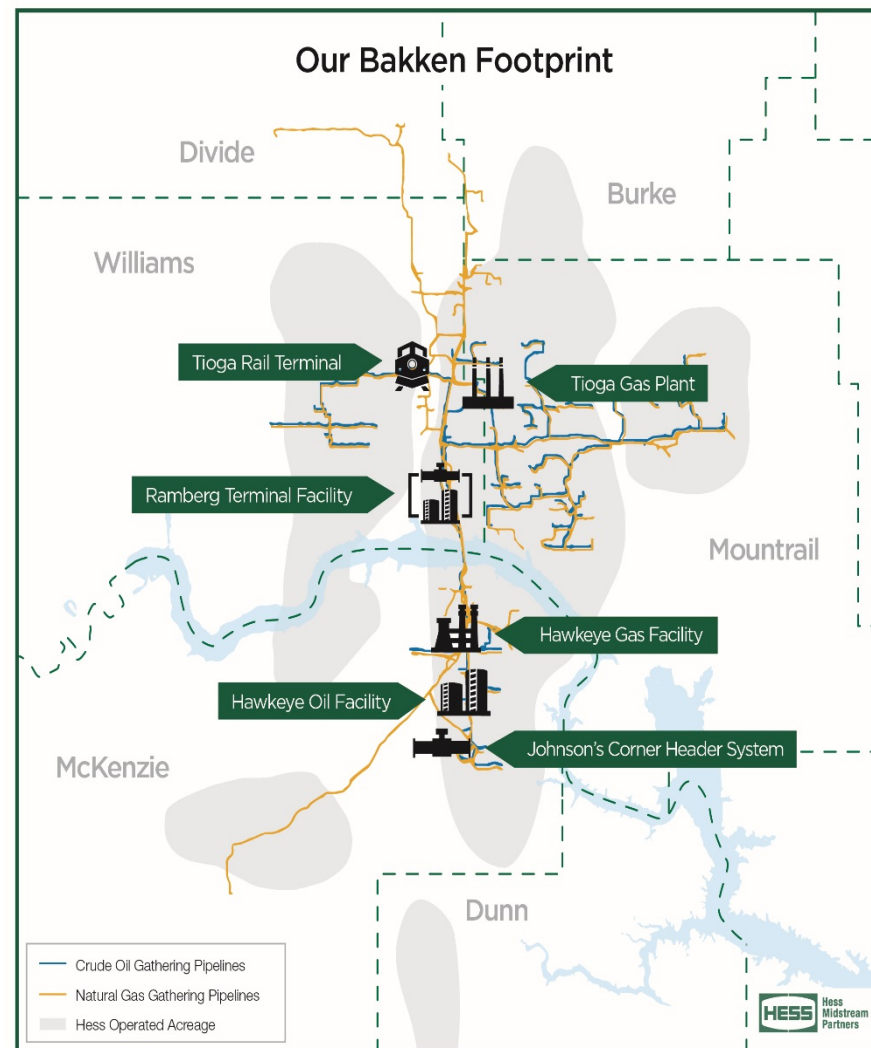 Our Bakken Footprint
Divide
Burke
Williams
Tioga Rail Terminal
Tioga Gas Plant
Ramberg Terminal Facility
Mountrail
Hawkeye Gas Facility
Hawkeye Oil Facility
Johnson's Corner Header System
McKenzie
Dunn
Crude Oil Gathering Pipelines
Natural Gas Gathering Pipelines
Hess Operated Acreage
HESS
Hess
Midstream
Partners